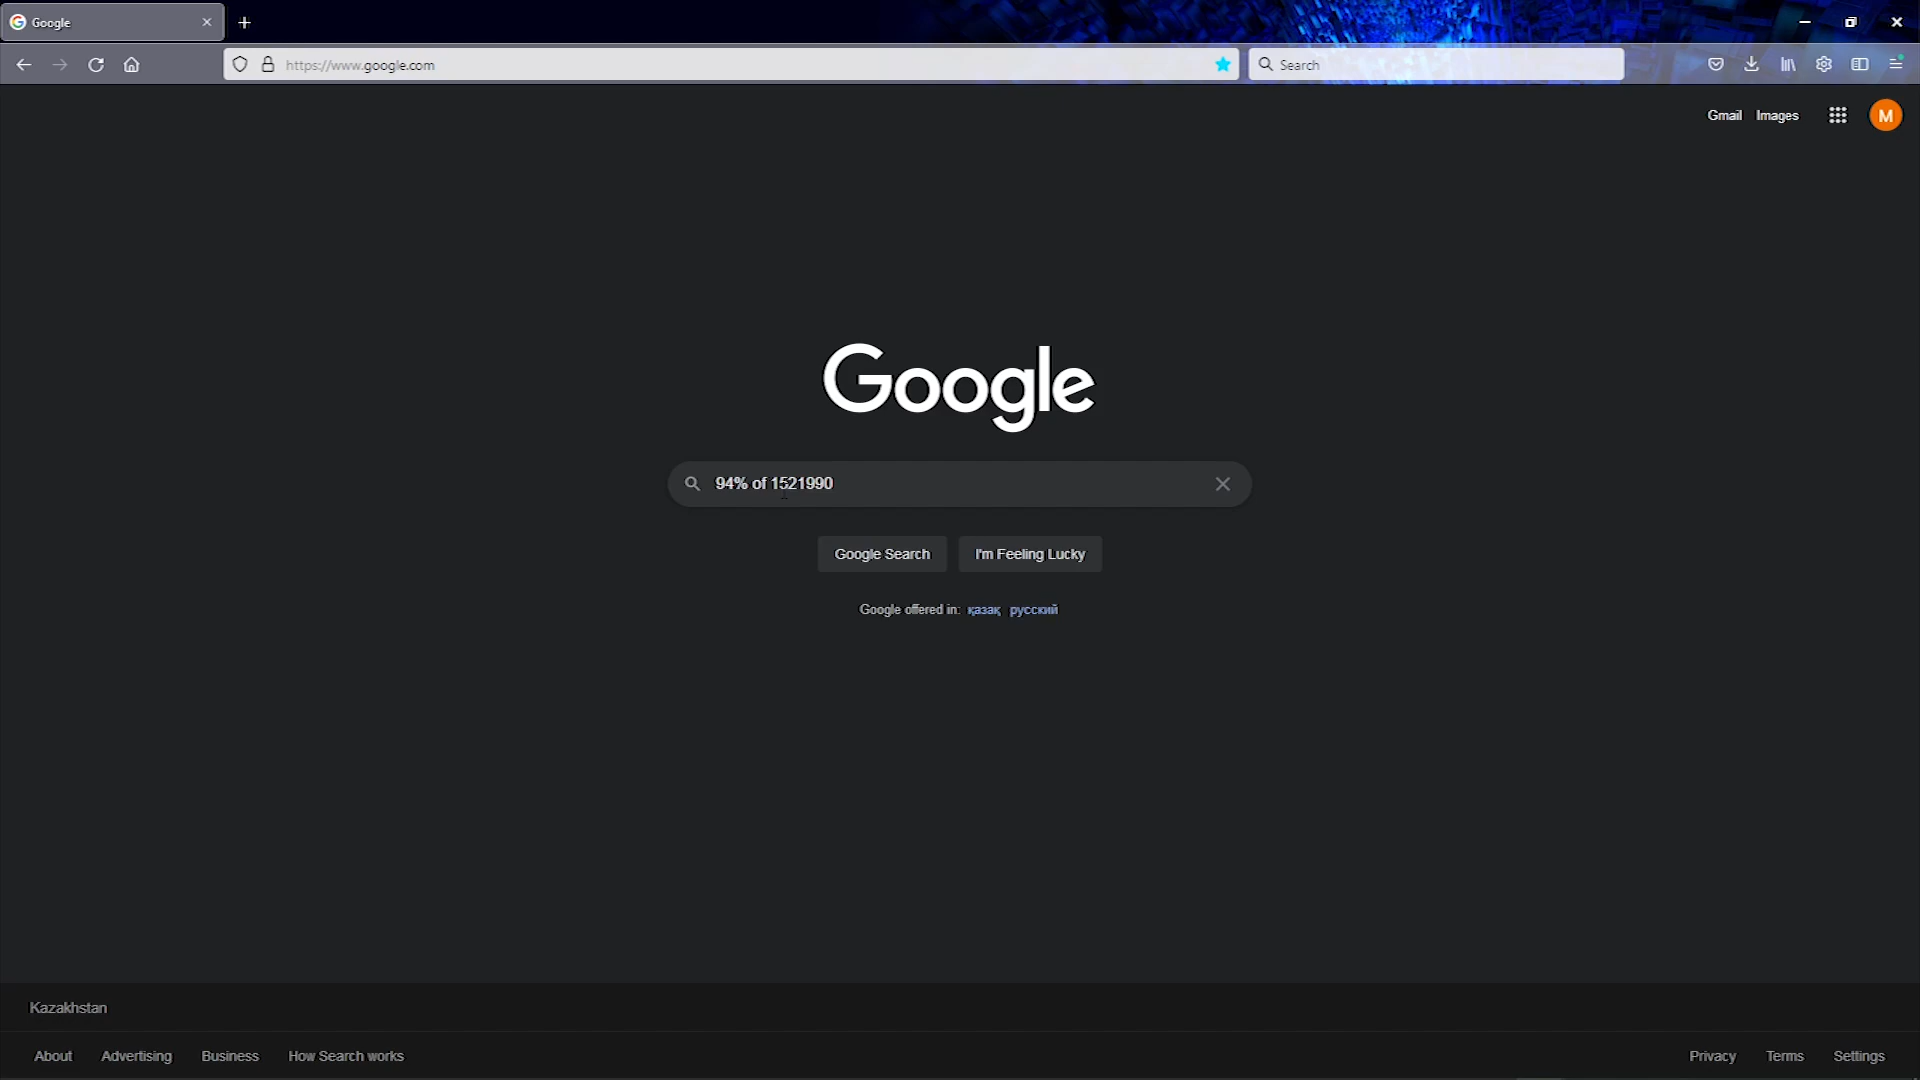 Google
https://www.google.com
Search
Gmail Images
M
Google
94% of 1521990
Google Search I'm Feeling Lucky
Google offered in: қазақ русский
Kazakhstan
About Advertising Business How Search works
Privacy Terms Settings